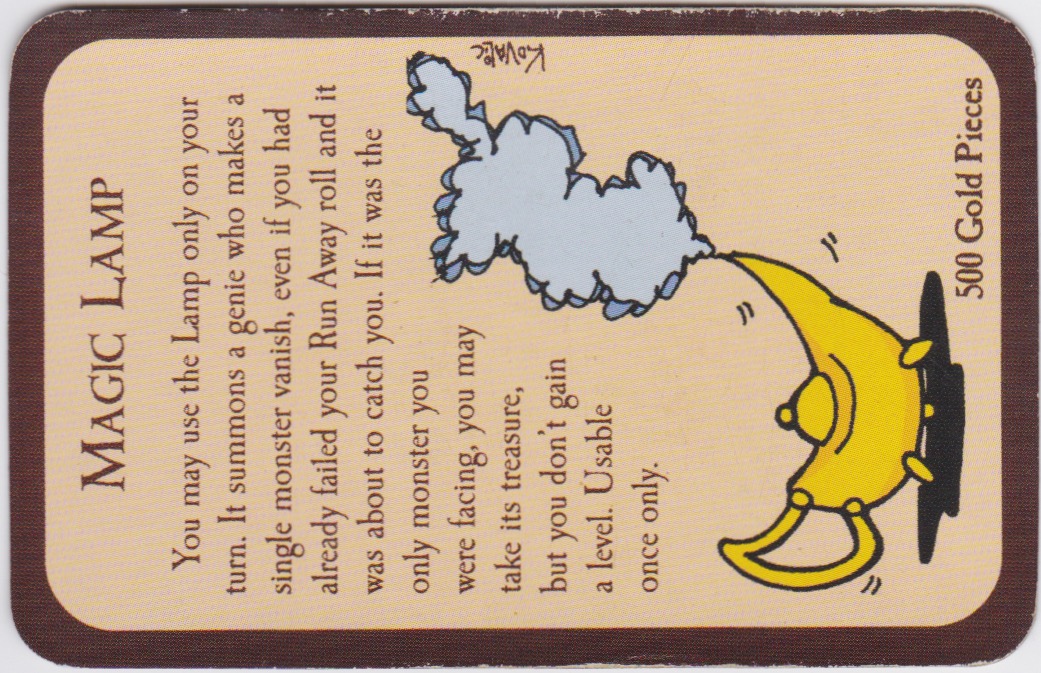 MAGIC LAMP
You may use the Lamp only on your
turn. It summons a genie who makes a
single monster vanish, even if you had
already failed your Run Away roll and it
was about to catch you. If it was the
only monster you
were facing, you may
take its treasure,
but you don't gain
a level. Usable
once only.
KOVALIC
500 Gold Pieces